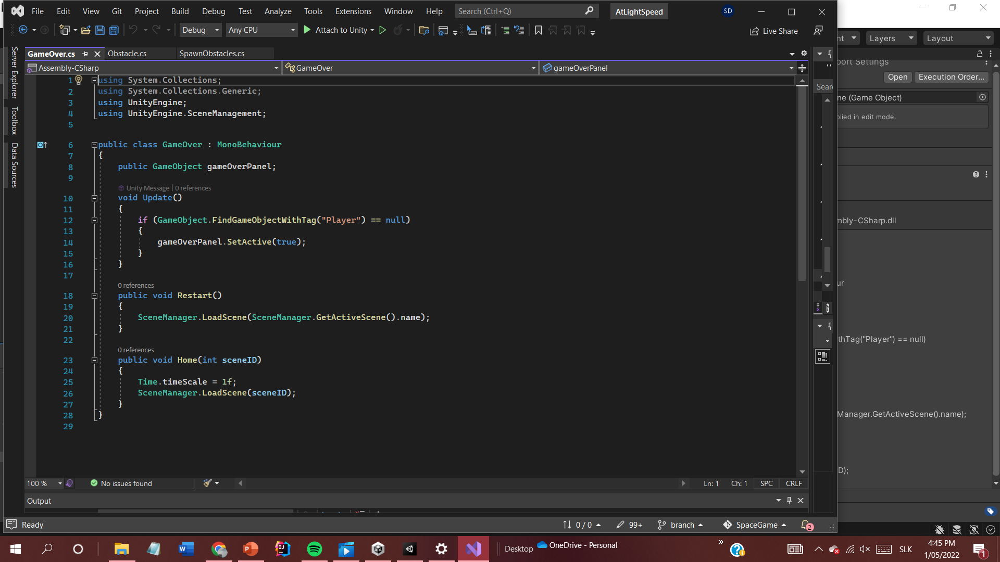 File Edit View Git Project Build Debug Test Analyze Tools Extensions Window Help Search (Ctrl+Q) AtLightSpeed SD
Debug Any CPU Attach to Unity Live Share
Layers Layout
GameOver.cs Obstacle.cs SpawnObstacles.cs
Assembly-CSharp GameOver gameOverPanel
Open Execution Order...
Server Explorer
Toolbox
Data Sources
1 using System.Collections;
2 using System.Collections.Generic;
3 using UnityEngine;
4 using UnityEngine.SceneManagement;
5
6 public class GameOver : MonoBehaviour
7 {
8 public GameObject gameOverPanel;
9
Unity Message | 0 references
10 void Update()
11 {
12 if (GameObject.FindGameObjectWithTag("Player") == null)
13 {
14 gameOverPanel.SetActive(true);
15 }
16 }
17
0 references
18 public void Restart()
19 {
20 SceneManager.LoadScene(SceneManager.GetActiveScene().name);
21 }
22
0 references
23 public void Home(int sceneID)
24 {
25 Time.timeScale = 1f;
26 SceneManager.LoadScene(sceneID);
27 }
28 }
29
Sear
ne (Game Object)
plied in edit mode.
mbly-CSharp.dll
ur
thTag("Player") == null)
Manager.GetActiveScene().name);
D);
100 % No issues found Ln: 1 Ch: 1 SPC CRLF
Output
Ready 0 / 0 99+ branch SpaceGame 2
Desktop OneDrive - Personal SLK 4:45 PM
1/05/2022 1